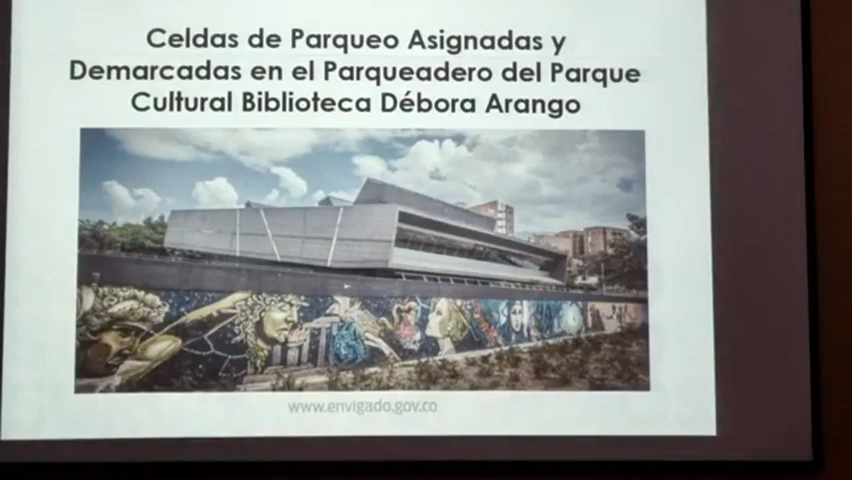 Celdas de Parqueo Asignadas y
Demarcadas en el Parqueadero del Parque
Cultural Biblioteca Débora Arango
www.envigado.gov.co